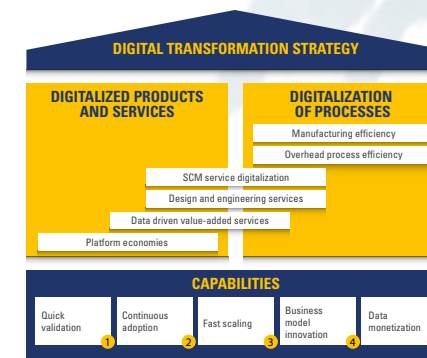 DIGITAL TRANSFORMATION STRATEGY
DIGITALIZED PRODUCTS
AND SERVICES
DIGITALIZATION
OF PROCESSES
Manufacturing efficiency
Overhead process efficiency
SCM service digitalization
Design and engineering services
Data driven value-added services
Platform economies
CAPABILITIES
Quick
validation
1
Continuous
adoption
2
Fast scaling
3
Business
model
innovation
4
Data
monetization